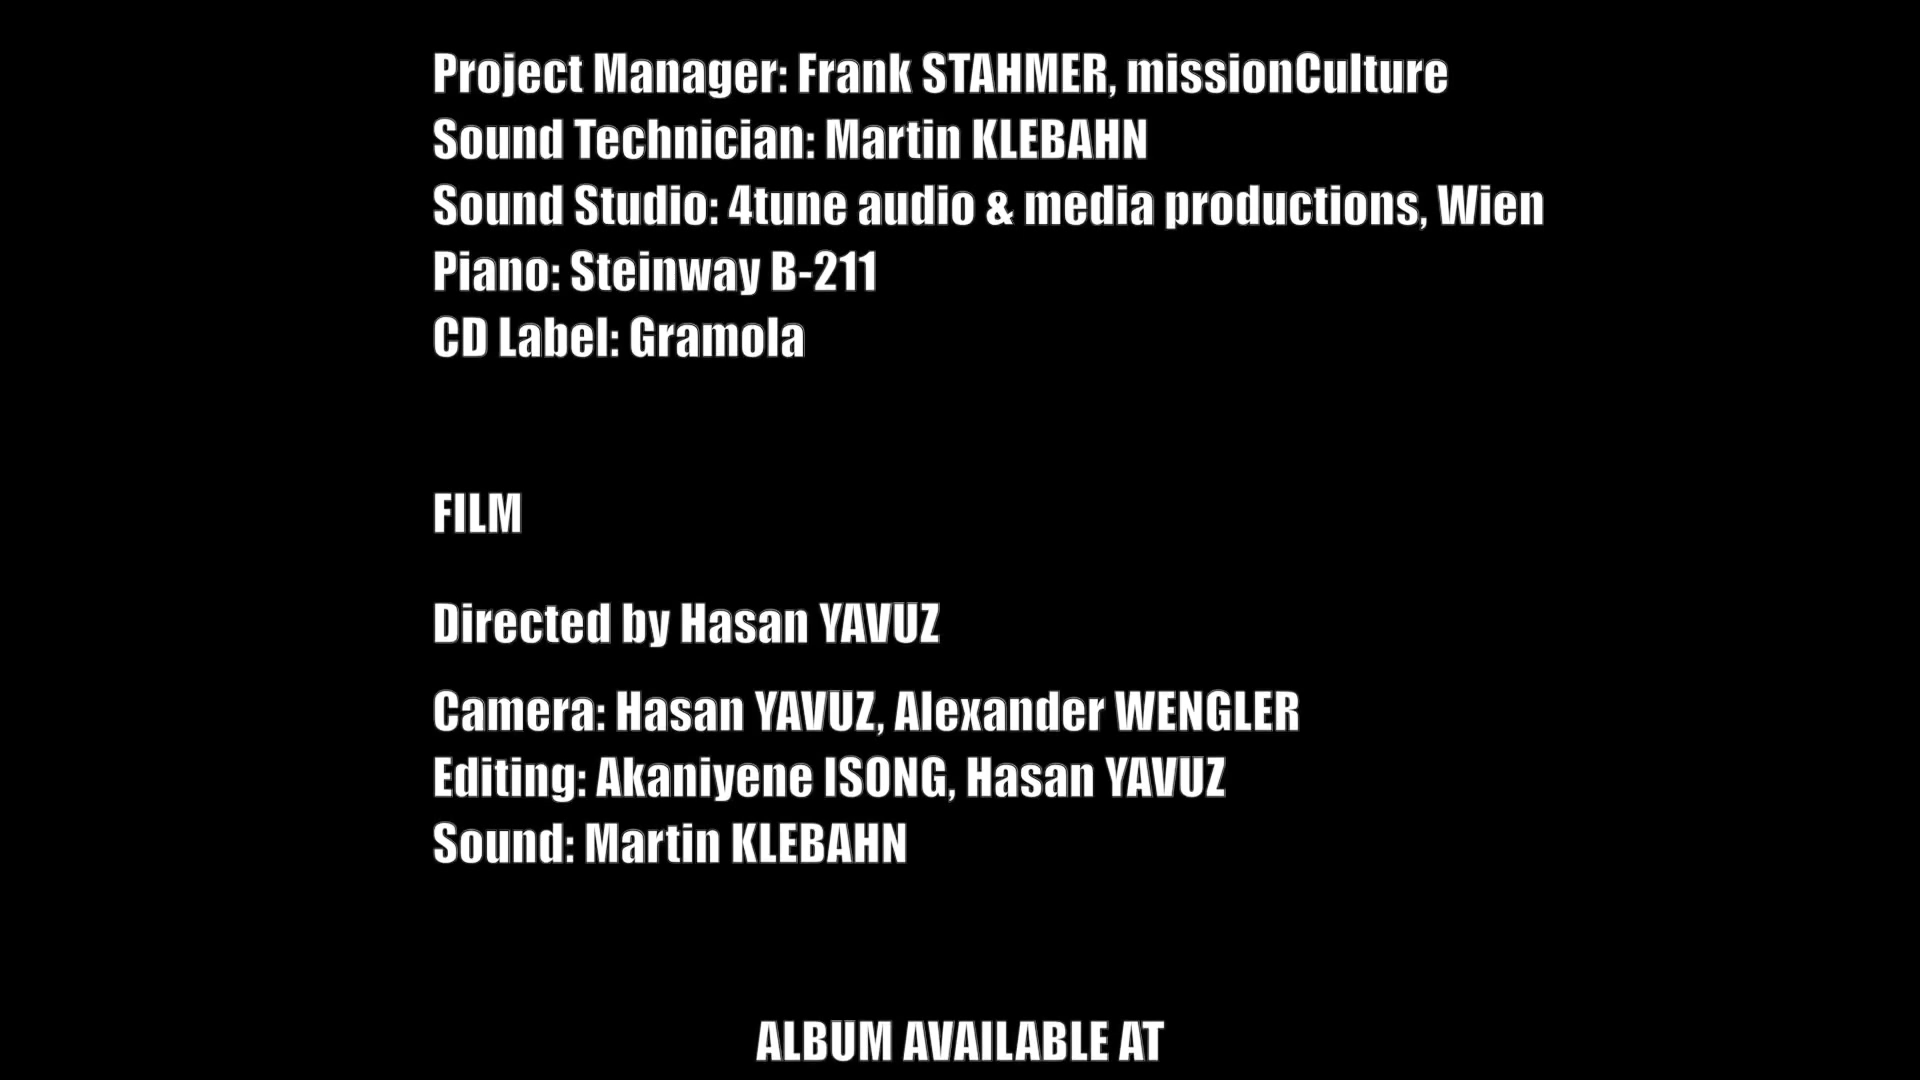 Project Manager: Frank STAHMER, missionCulture
Sound Technician: Martin KLEBAHN
Sound Studio: 4tune audio & media productions, Wien
Piano: Steinway B-211
CD Label: Gramola
FILM
Directed by Hasan YAVUZ
Camera: Hasan YAVUZ, Alexander WENGLER
Editing: Akaniyene ISONG, Hasan YAVUZ
Sound: Martin KLEBAHN
ALBUM AVAILABLE AT